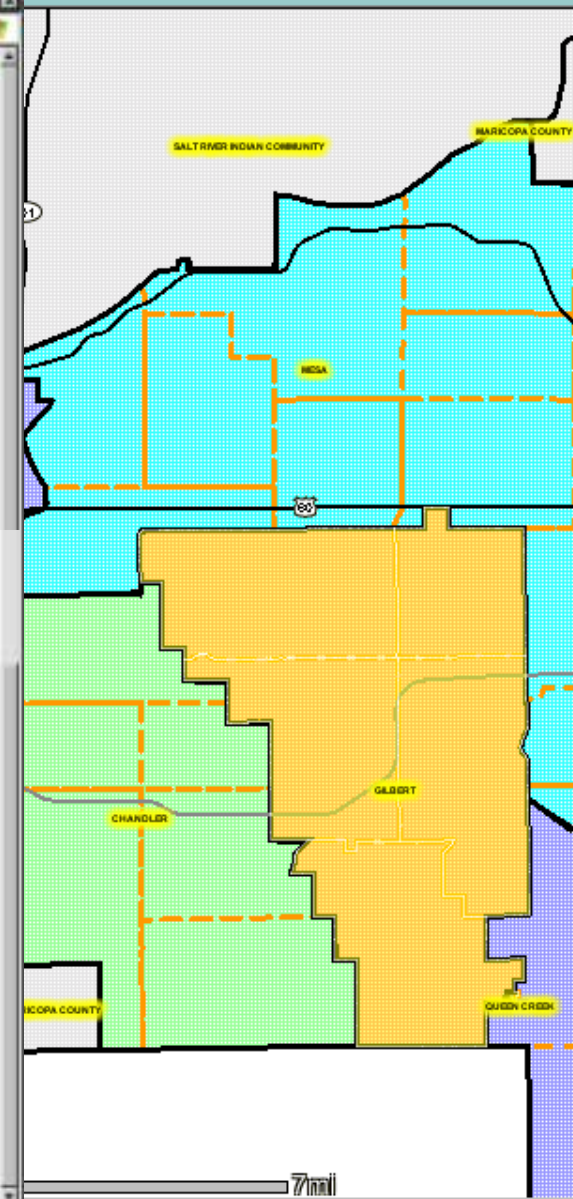 SALT RIVER INDIAN COMMUNITY
MARICOPA COUNTY
MESA
60
GILBERT
CHANDLER
RICOPA COUNTY
QUEEN CREEK
7mi